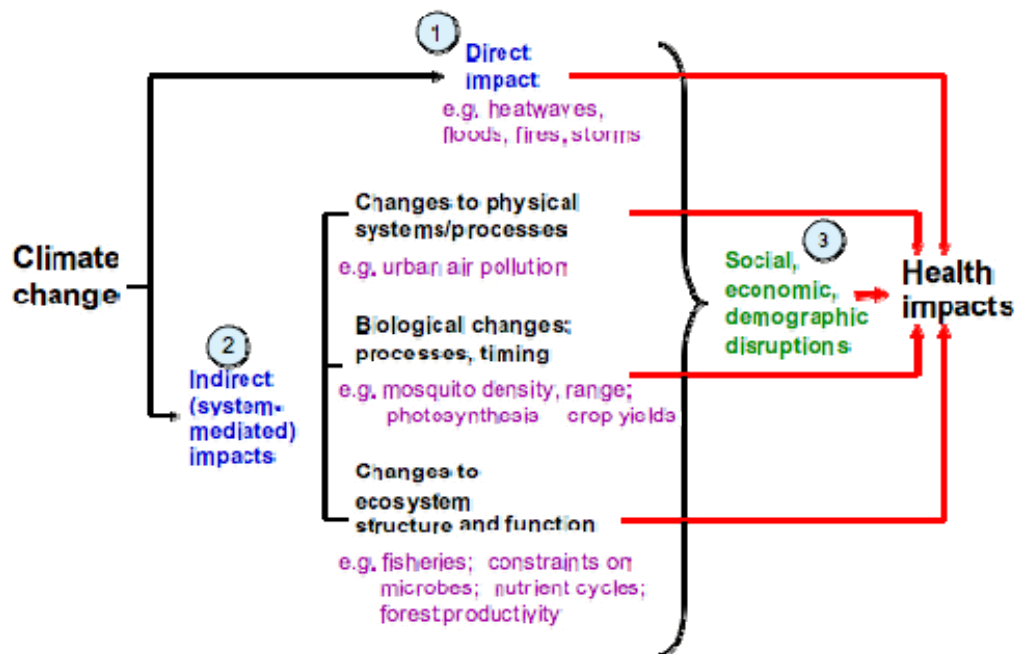 1
Direct
impact
e.g. heatwaves,
floods, fires, storms
Climate
change
2
Indirect
(system-
mediated)
impacts
Changes to physical
systems/processes
e.g. urban air pollution
Biological changes:
processes, timing
e.g. mosquito density, range;
photosynthesis crop yields
Changes to
ecosystem
structure and function
e.g. fisheries; constraints on
microbes; nutrient cycles;
forest productivity
3
Social,
economic,
demographic
disruptions
Health
impacts